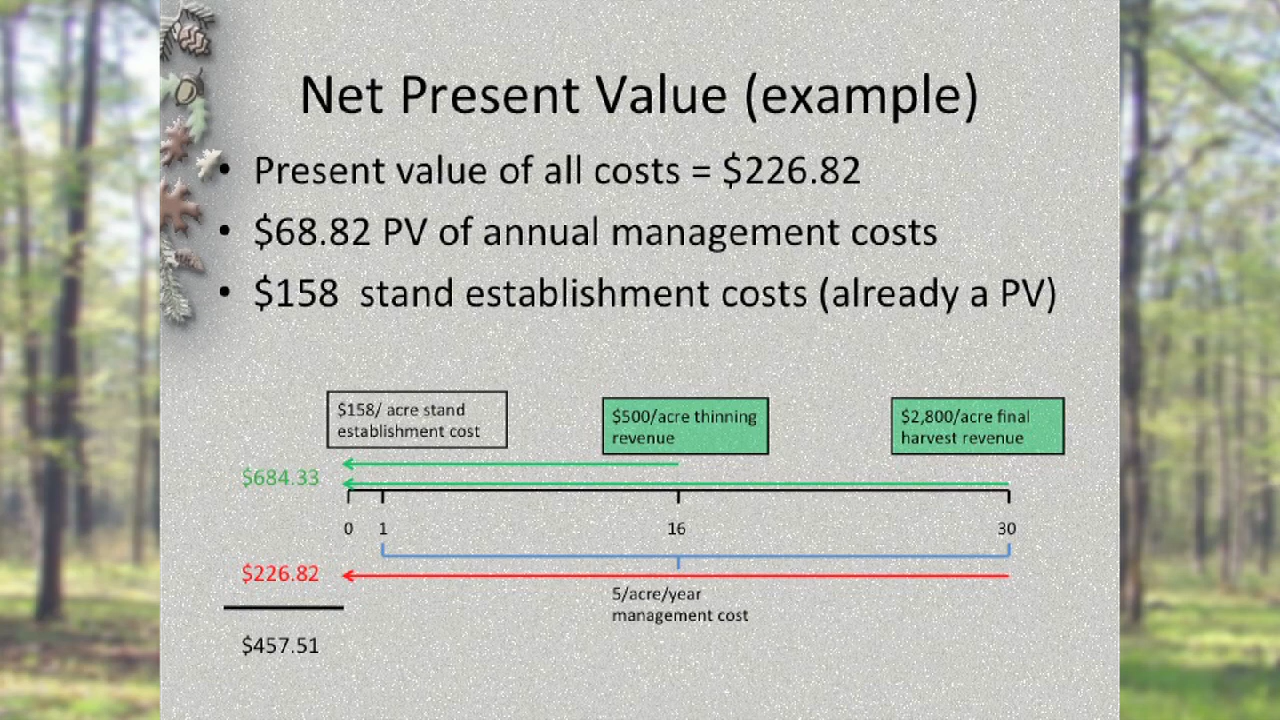 Net Present Value (example)
• Present value of all costs = $226.82
• $68.82 PV of annual management costs
• $158 stand establishment costs (already a PV)
$158/ acre stand
establishment cost
$500/acre thinning
revenue
$2,800/acre final
harvest revenue
$684.33
0 1 16 30
$226.82
5/acre/year
management cost
$457.51